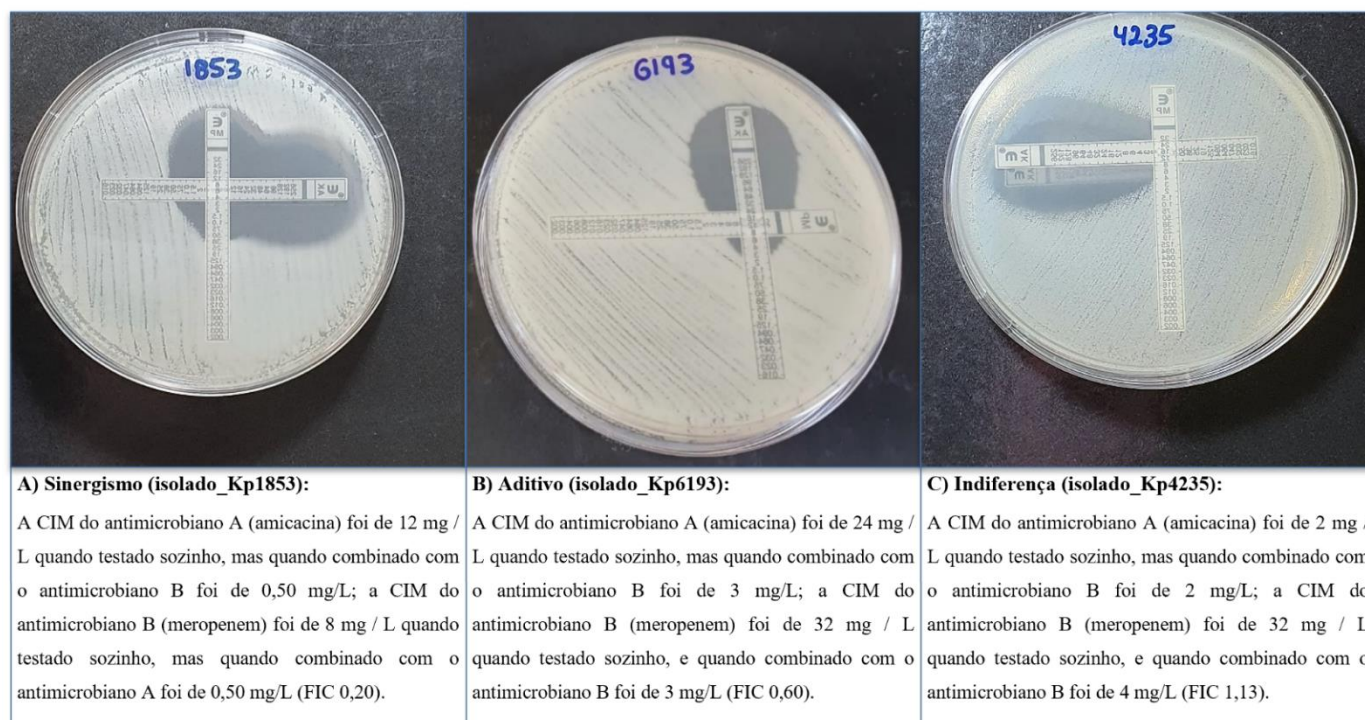 1853
MP
AK
6193
AK
MP
4235
MP
AK
AK
A) Sinergismo (isolado_Kp1853):
A CIM do antimicrobiano A (amicacina) foi de 12 mg /
L quando testado sozinho, mas quando combinado com
o antimicrobiano B foi de 0,50 mg/L; a CIM do
antimicrobiano B (meropenem) foi de 8 mg / L quando
testado sozinho, mas quando combinado com o
antimicrobiano A foi de 0,50 mg/L (FIC 0,20).
B) Aditivo (isolado_Kp6193):
A CIM do antimicrobiano A (amicacina) foi de 24 mg /
L quando testado sozinho, mas quando combinado com
o antimicrobiano B foi de 3 mg/L; a CIM do
antimicrobiano B (meropenem) foi de 32 mg / L
quando testado sozinho, e quando combinado com o
antimicrobiano B foi de 3 mg/L (FIC 0,60).
C) Indiferença (isolado_Kp4235):
A CIM do antimicrobiano A (amicacina) foi de 2 mg /
L quando testado sozinho, mas quando combinado com
o antimicrobiano B foi de 2 mg/L; a CIM do
antimicrobiano B (meropenem) foi de 32 mg / L
quando testado sozinho, e quando combinado com o
antimicrobiano B foi de 4 mg/L (FIC 1,13).